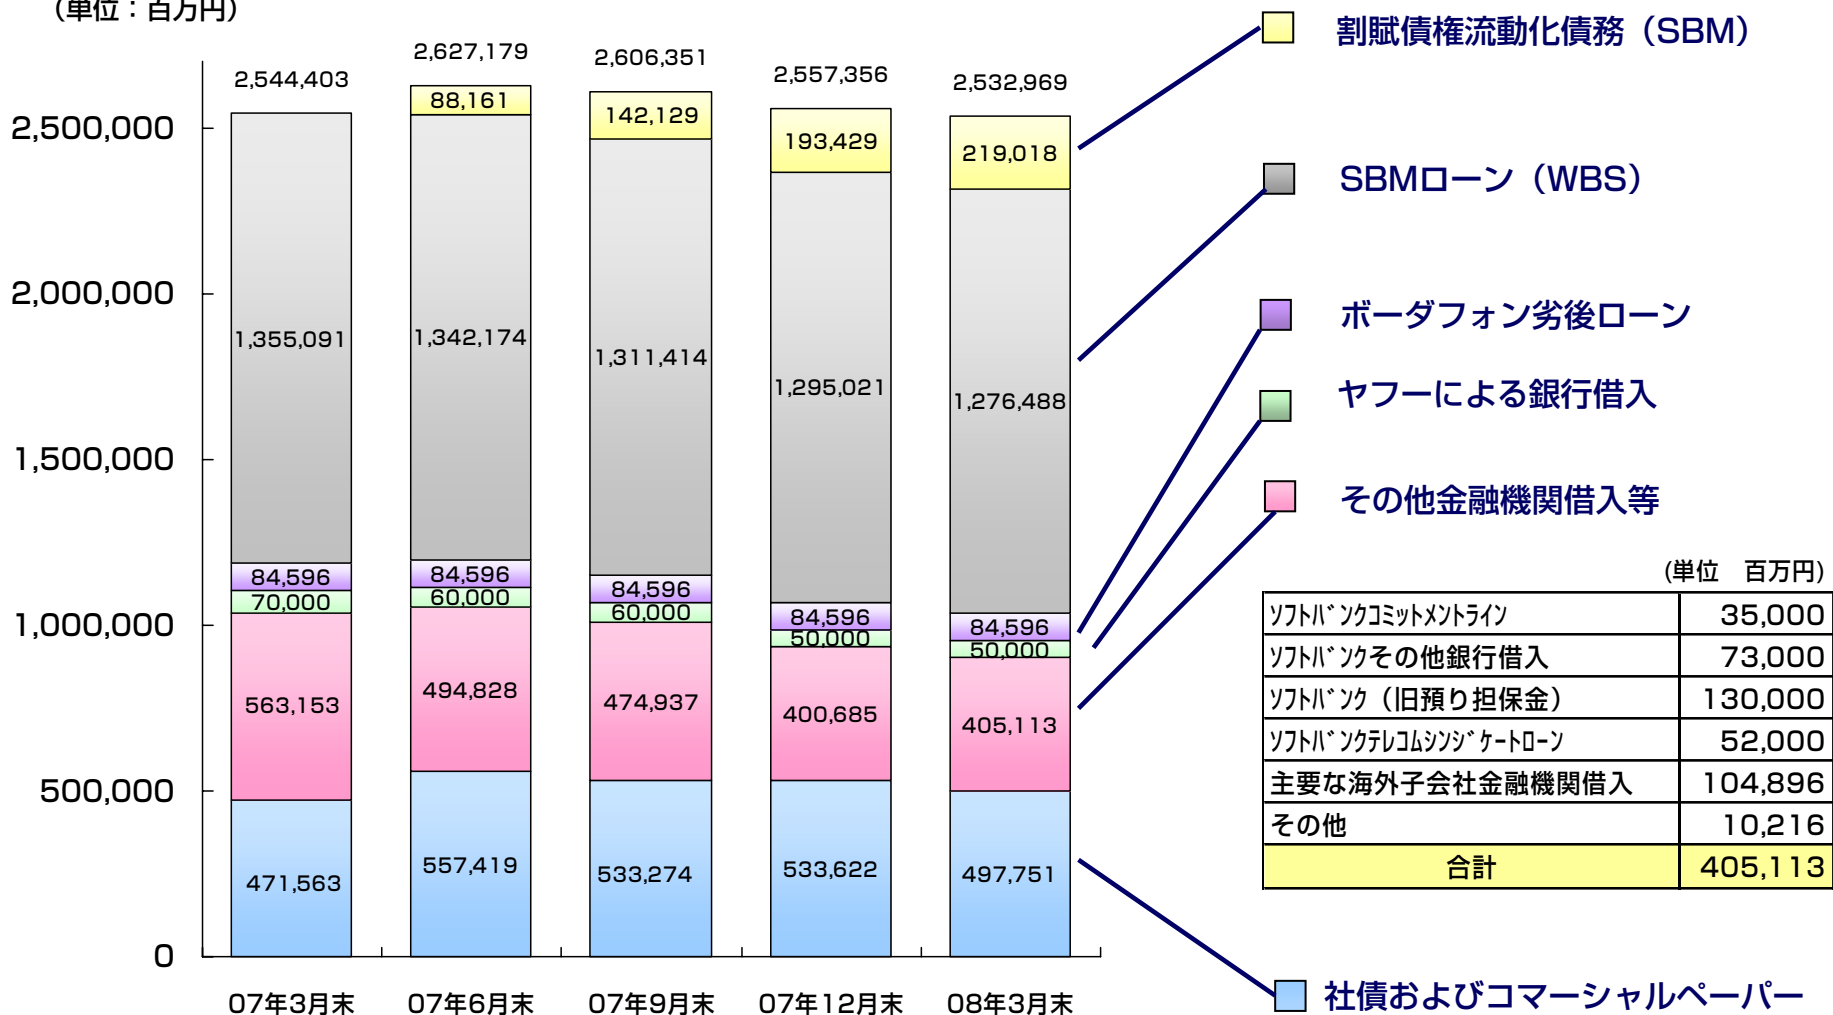 （単位：百万円）
2,544,403
2,627,179
2,606,351
2,557,356
2,532,969
2,500,000
2,000,000
1,500,000
1,000,000
500,000
0
1,355,091
84,596
70,000
563,153
471,563
88,161
1,342,174
84,596
60,000
494,828
557,419
142,129
1,311,414
84,596
60,000
474,937
533,274
193,429
1,295,021
84,596
50,000
400,685
533,622
219,018
1,276,488
84,596
50,000
405,113
497,751
07年3月末
07年6月末
07年9月末
07年12月末
08年3月末
割賦債権流動化債務（SBM）
SBMローン（WBS）
ボーダフォン劣後ローン
ヤフーによる銀行借入
その他金融機関借入等
社債およびコマーシャルペーパー
(単位　百万円)
ｿﾌﾄﾊﾞﾝｸｺﾐｯﾄﾒﾝﾄﾗｲﾝ 35,000
ｿﾌﾄﾊﾞﾝｸその他銀行借入 73,000
ｿﾌﾄﾊﾞﾝｸ（旧預り担保金） 130,000
ｿﾌﾄﾊﾞﾝｸﾃﾚｺﾑｼﾝｼﾞｹｰﾄﾛｰﾝ 52,000
主要な海外子会社金融機関借入 104,896
その他 10,216
合計 405,113